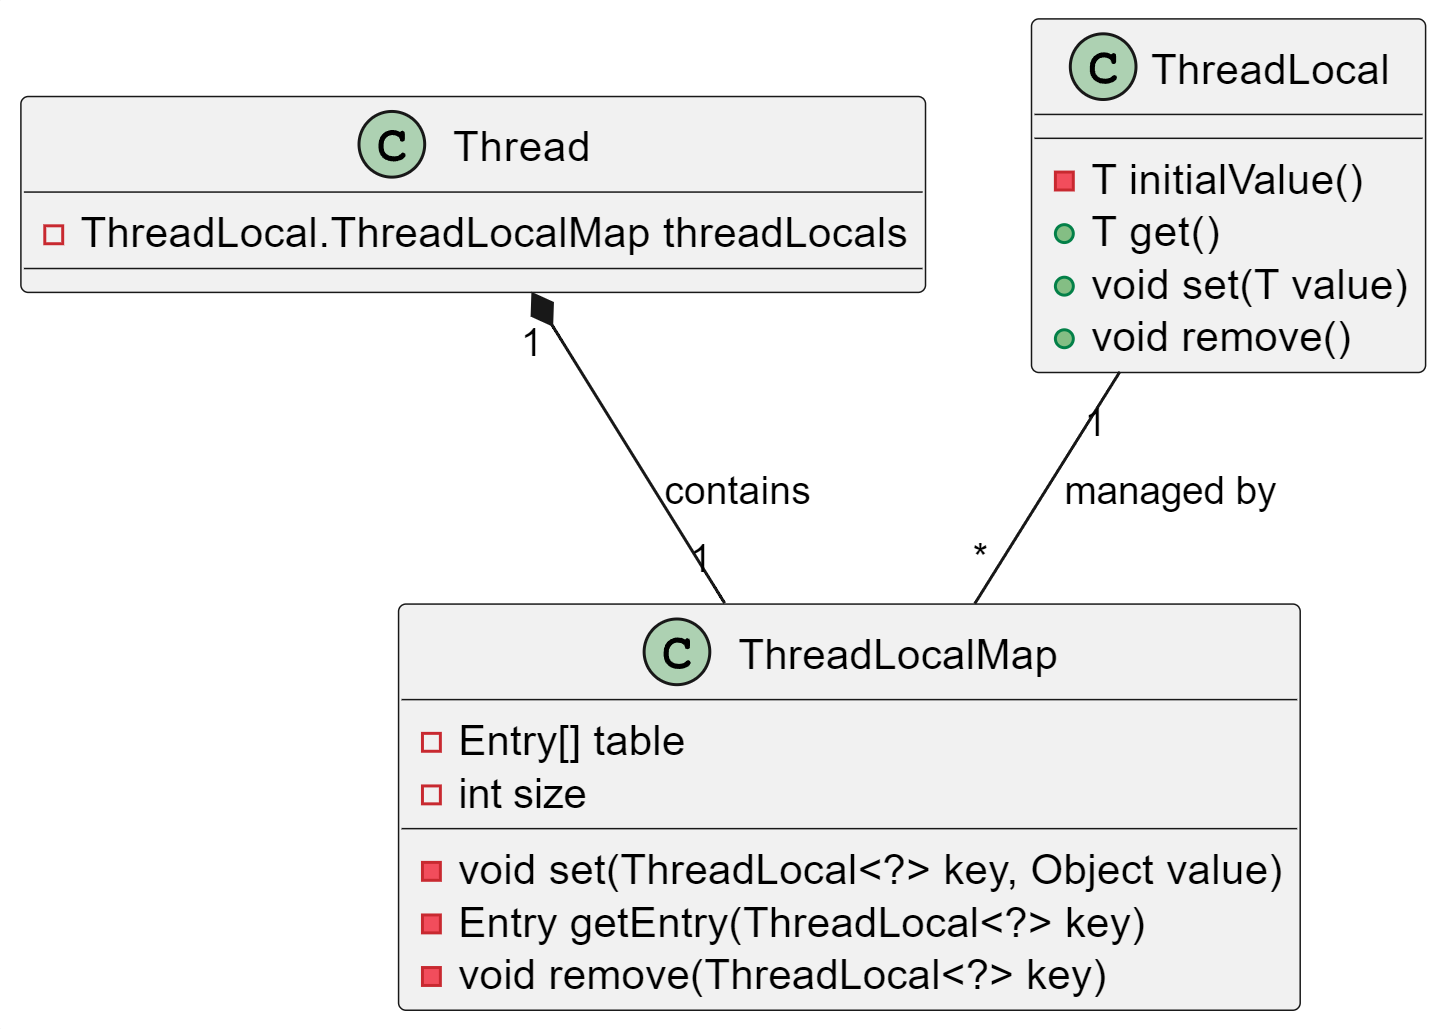 C Thread
ThreadLocal.ThreadLocalMap threadLocals
C ThreadLocal
T initialValue()
T get()
void set(T value)
void remove()
1
contains
1
1
managed by
*
C ThreadLocalMap
Entry[] table
int size
void set(ThreadLocal<?> key, Object value)
Entry getEntry(ThreadLocal<?> key)
void remove(ThreadLocal<?> key)